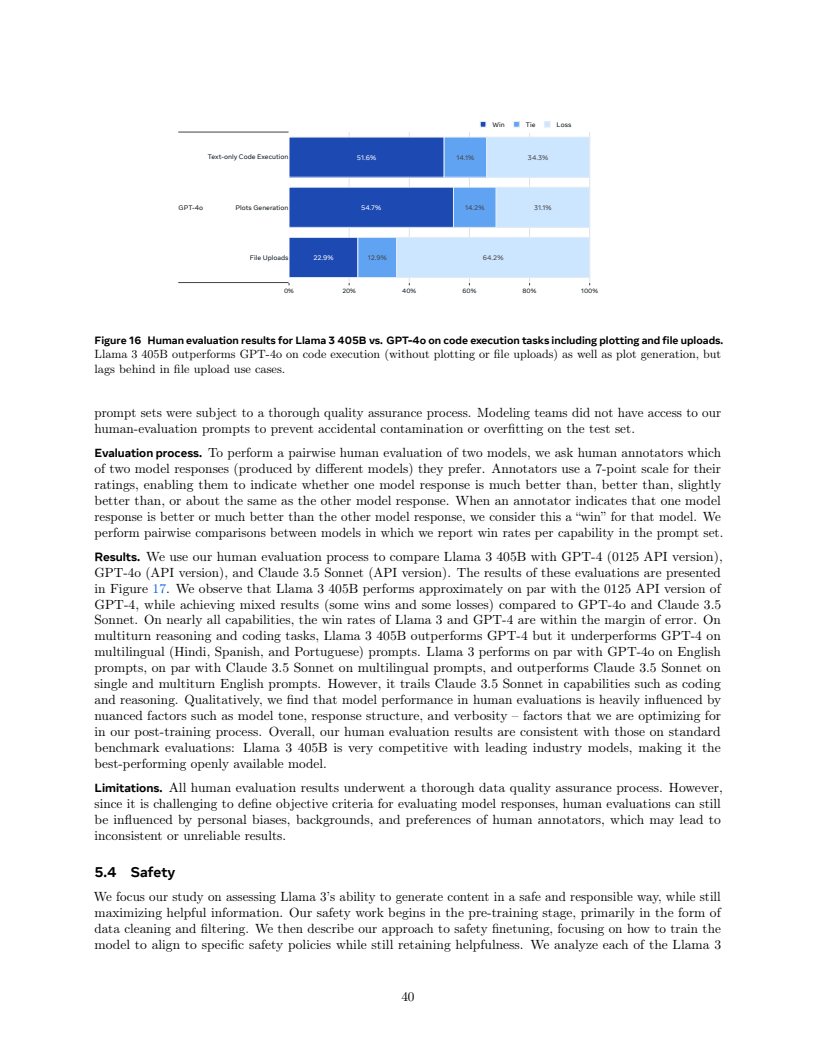 Win Tie Loss
Text-only Code Execution 51.6% 14.1% 34.3%
GPT-4o Plots Generation 54.7% 14.2% 31.1%
File Uploads 22.9% 12.9% 64.2%
0% 20% 40% 60% 80% 100%
Figure 16 Human evaluation results for Llama 3 405B vs. GPT-4o on code execution tasks including plotting and file uploads.
Llama 3 405B outperforms GPT-4o on code execution (without plotting or file uploads) as well as plot generation, but
lags behind in file upload use cases.
prompt sets were subject to a thorough quality assurance process. Modeling teams did not have access to our
human-evaluation prompts to prevent accidental contamination or overfitting on the test set.
Evaluation process. To perform a pairwise human evaluation of two models, we ask human annotators which
of two model responses (produced by different models) they prefer. Annotators use a 7-point scale for their
ratings, enabling them to indicate whether one model response is much better than, better than, slightly
better than, or about the same as the other model response. When an annotator indicates that one model
response is better or much better than the other model response, we consider this a “win” for that model. We
perform pairwise comparisons between models in which we report win rates per capability in the prompt set.
Results. We use our human evaluation process to compare Llama 3 405B with GPT-4 (0125 API version),
GPT-4o (API version), and Claude 3.5 Sonnet (API version). The results of these evaluations are presented
in Figure 17. We observe that Llama 3 405B performs approximately on par with the 0125 API version of
GPT-4, while achieving mixed results (some wins and some losses) compared to GPT-4o and Claude 3.5
Sonnet. On nearly all capabilities, the win rates of Llama 3 and GPT-4 are within the margin of error. On
multiturn reasoning and coding tasks, Llama 3 405B outperforms GPT-4 but it underperforms GPT-4 on
multilingual (Hindi, Spanish, and Portuguese) prompts. Llama 3 performs on par with GPT-4o on English
prompts, on par with Claude 3.5 Sonnet on multilingual prompts, and outperforms Claude 3.5 Sonnet on
single and multiturn English prompts. However, it trails Claude 3.5 Sonnet in capabilities such as coding
and reasoning. Qualitatively, we find that model performance in human evaluations is heavily influenced by
nuanced factors such as model tone, response structure, and verbosity – factors that we are optimizing for
in our post-training process. Overall, our human evaluation results are consistent with those on standard
benchmark evaluations: Llama 3 405B is very competitive with leading industry models, making it the
best-performing openly available model.
Limitations. All human evaluation results underwent a thorough data quality assurance process. However,
since it is challenging to define objective criteria for evaluating model responses, human evaluations can still
be influenced by personal biases, backgrounds, and preferences of human annotators, which may lead to
inconsistent or unreliable results.
5.4 Safety
We focus our study on assessing Llama 3’s ability to generate content in a safe and responsible way, while still
maximizing helpful information. Our safety work begins in the pre-training stage, primarily in the form of
data cleaning and filtering. We then describe our approach to safety finetuning, focusing on how to train the
model to align to specific safety policies while still retaining helpfulness. We analyze each of the Llama 3
40